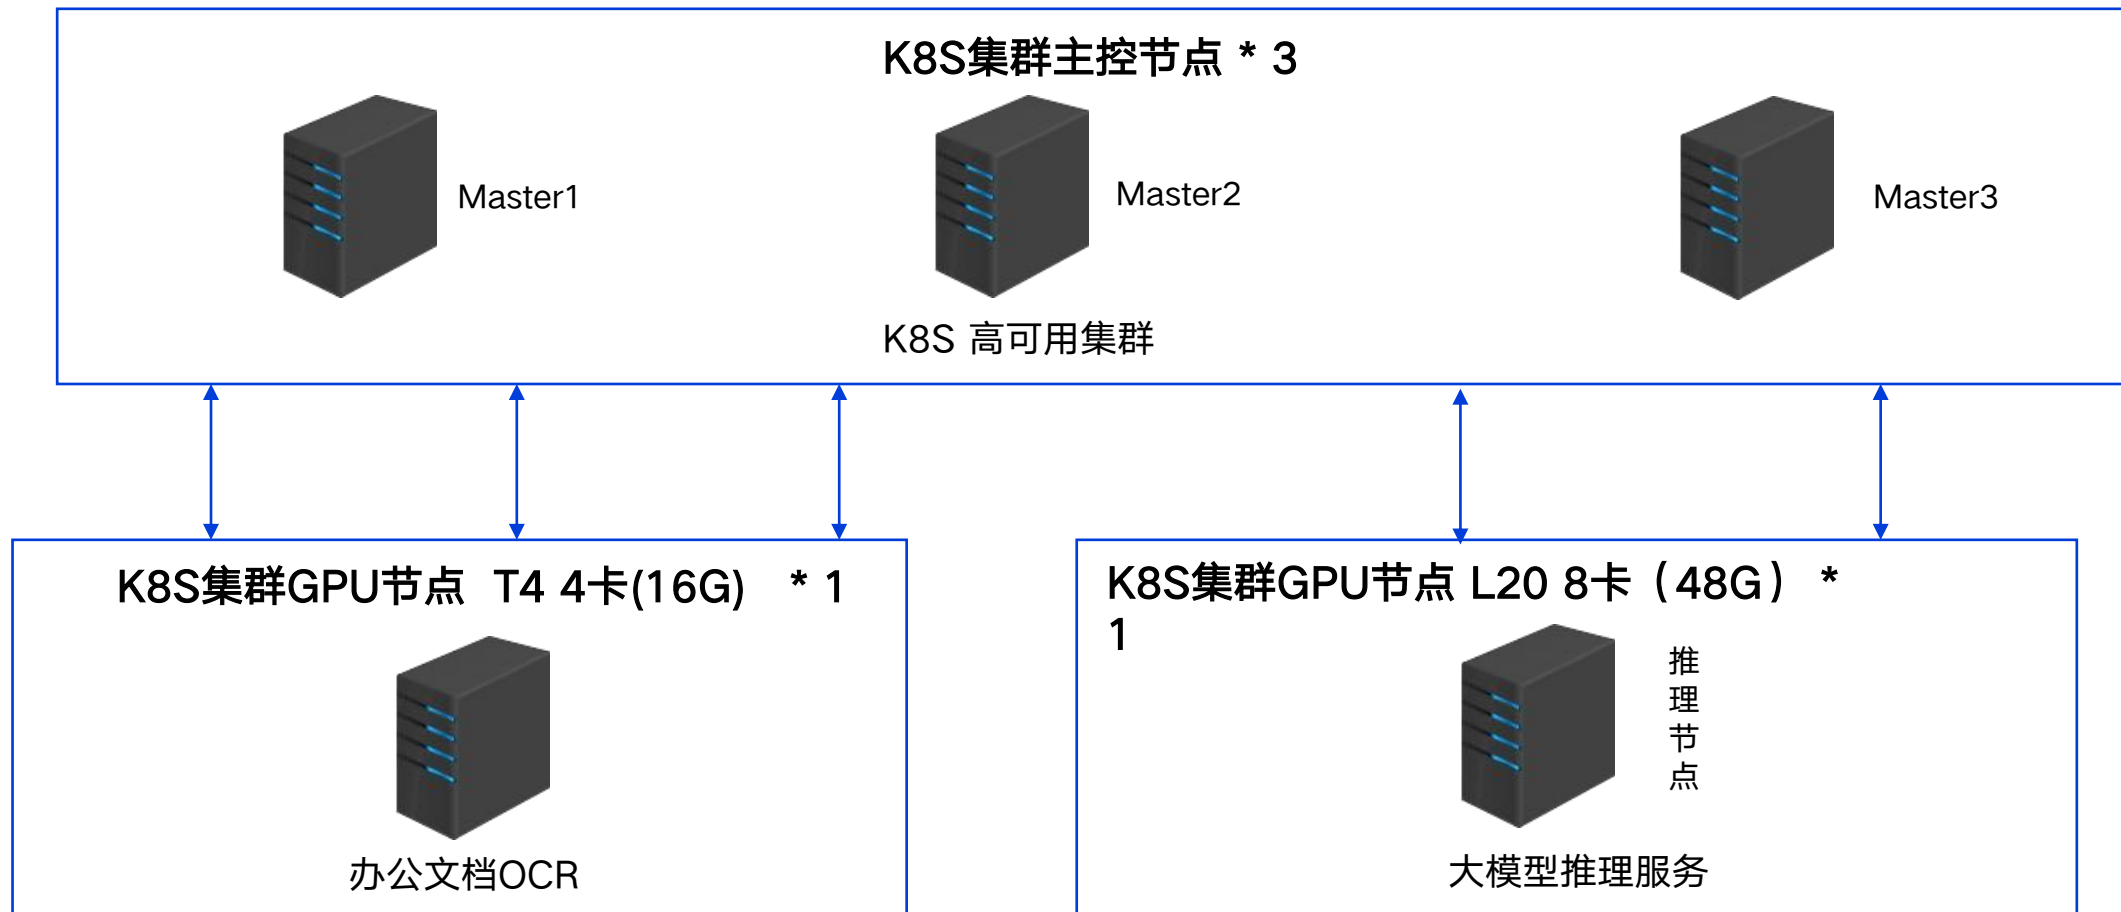 K8S集群主控节点 * 3
Master1
Master2
Master3
K8S 高可用集群
K8S集群GPU节点 T4 4卡(16G) * 1
办公文档OCR
K8S集群GPU节点 L20 8卡（48G） *
1
推
理
节
点
大模型推理服务